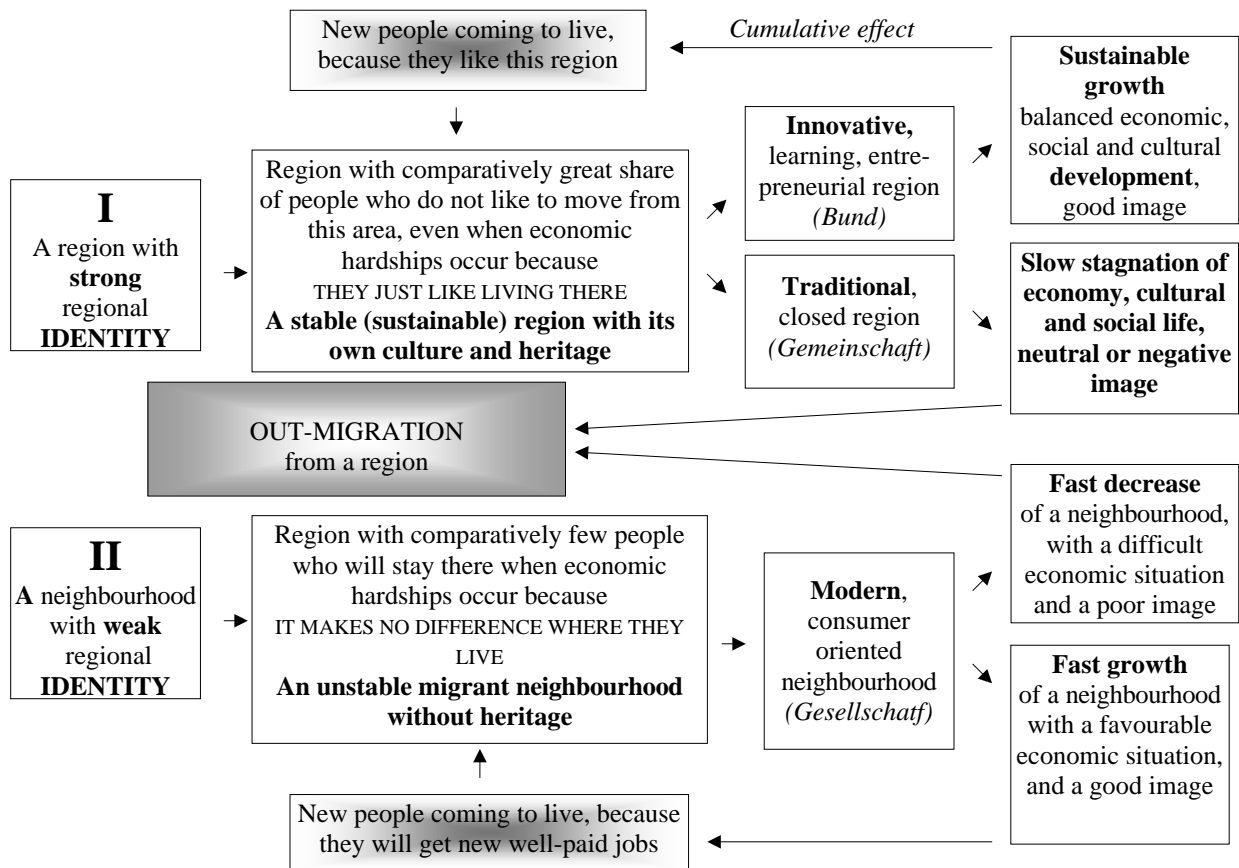 New people coming to live,
because they like this region
Cumulative effect
Sustainable
growth
balanced economic,
social and cultural
development,
good image
Innovative,
learning, entre-
preneurial region
(Bund)
I
A region with
strong
regional
IDENTITY
Region with comparatively great share
of people who do not like to move from
this area, even when economic
hardships occur because
THEY JUST LIKE LIVING THERE
A stable (sustainable) region with its
own culture and heritage
Traditional,
closed region
(Gemeinschaft)
Slow stagnation of
economy, cultural
and social life,
neutral or negative
image
OUT-MIGRATION
from a region
II
A neighbourhood
with weak
regional
IDENTITY
Region with comparatively few people
who will stay there when economic
hardships occur because
IT MAKES NO DIFFERENCE WHERE THEY
LIVE
An unstable migrant neighbourhood
without heritage
Modern,
consumer
oriented
neighbourhood
(Gesellschatf)
Fast decrease
of a neighbourhood,
with a difficult
economic situation
and a poor image
Fast growth
of a neighbourhood
with a favourable
economic situation,
and a good image
New people coming to live, because
they will get new well-paid jobs